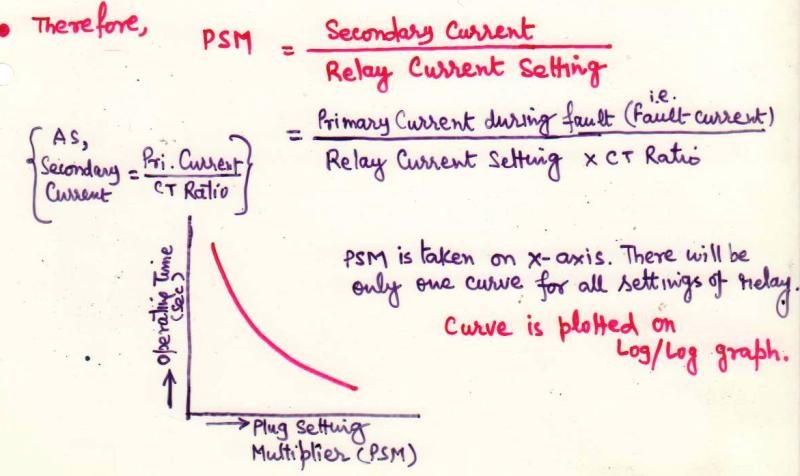 • Therefore,
PSM = Secondary Current / Relay Current Setting
= Primary Current during fault (i.e. Fault current) / Relay Current Setting x CT Ratio
{ As,
Secondary Current = Pri. Current / CT Ratio }
PSM is taken on x-axis. There will be
only one curve for all settings of relay.
Curve is plotted on
Log/Log graph.
→ Operating Time
(sec)
→ Plug Setting
Multiplier (PSM)